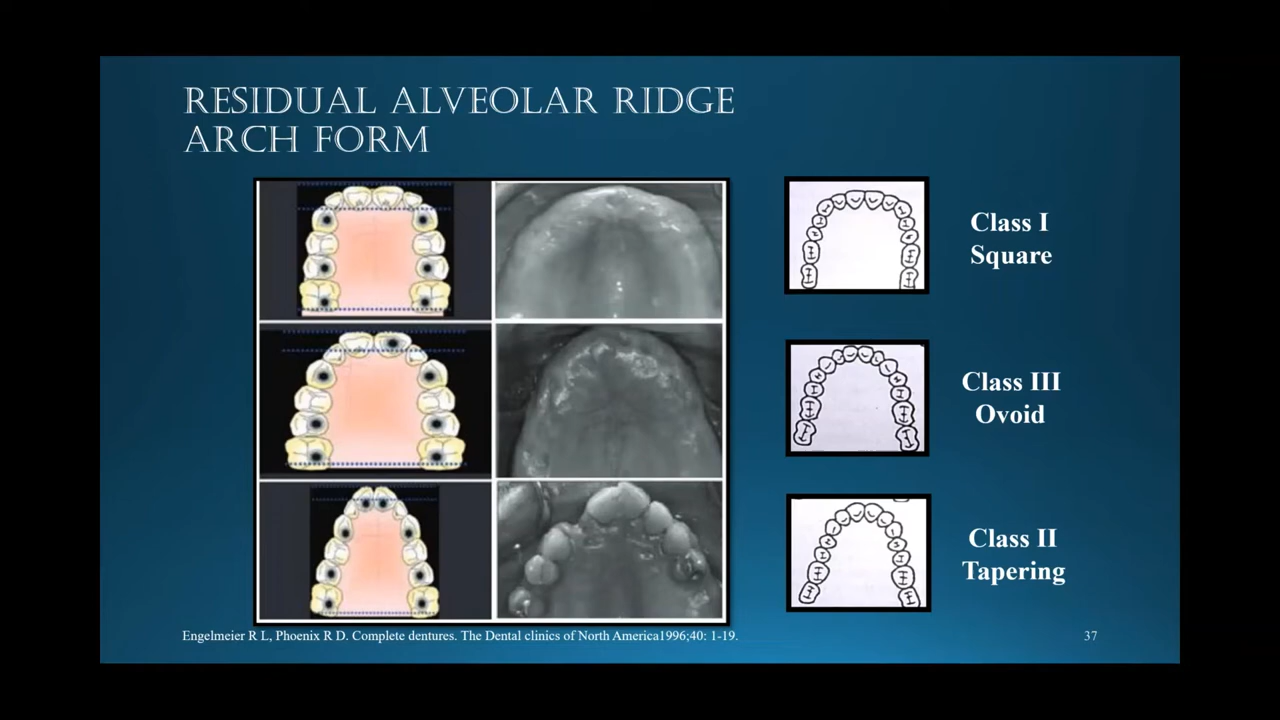 RESIDUAL ALVEOLAR RIDGE
ARCH FORM
Class I
Square
Class III
Ovoid
Class II
Tapering
Engelmeier R L, Phoenix R D. Complete dentures. The Dental clinics of North America1996;40: 1-19.
37